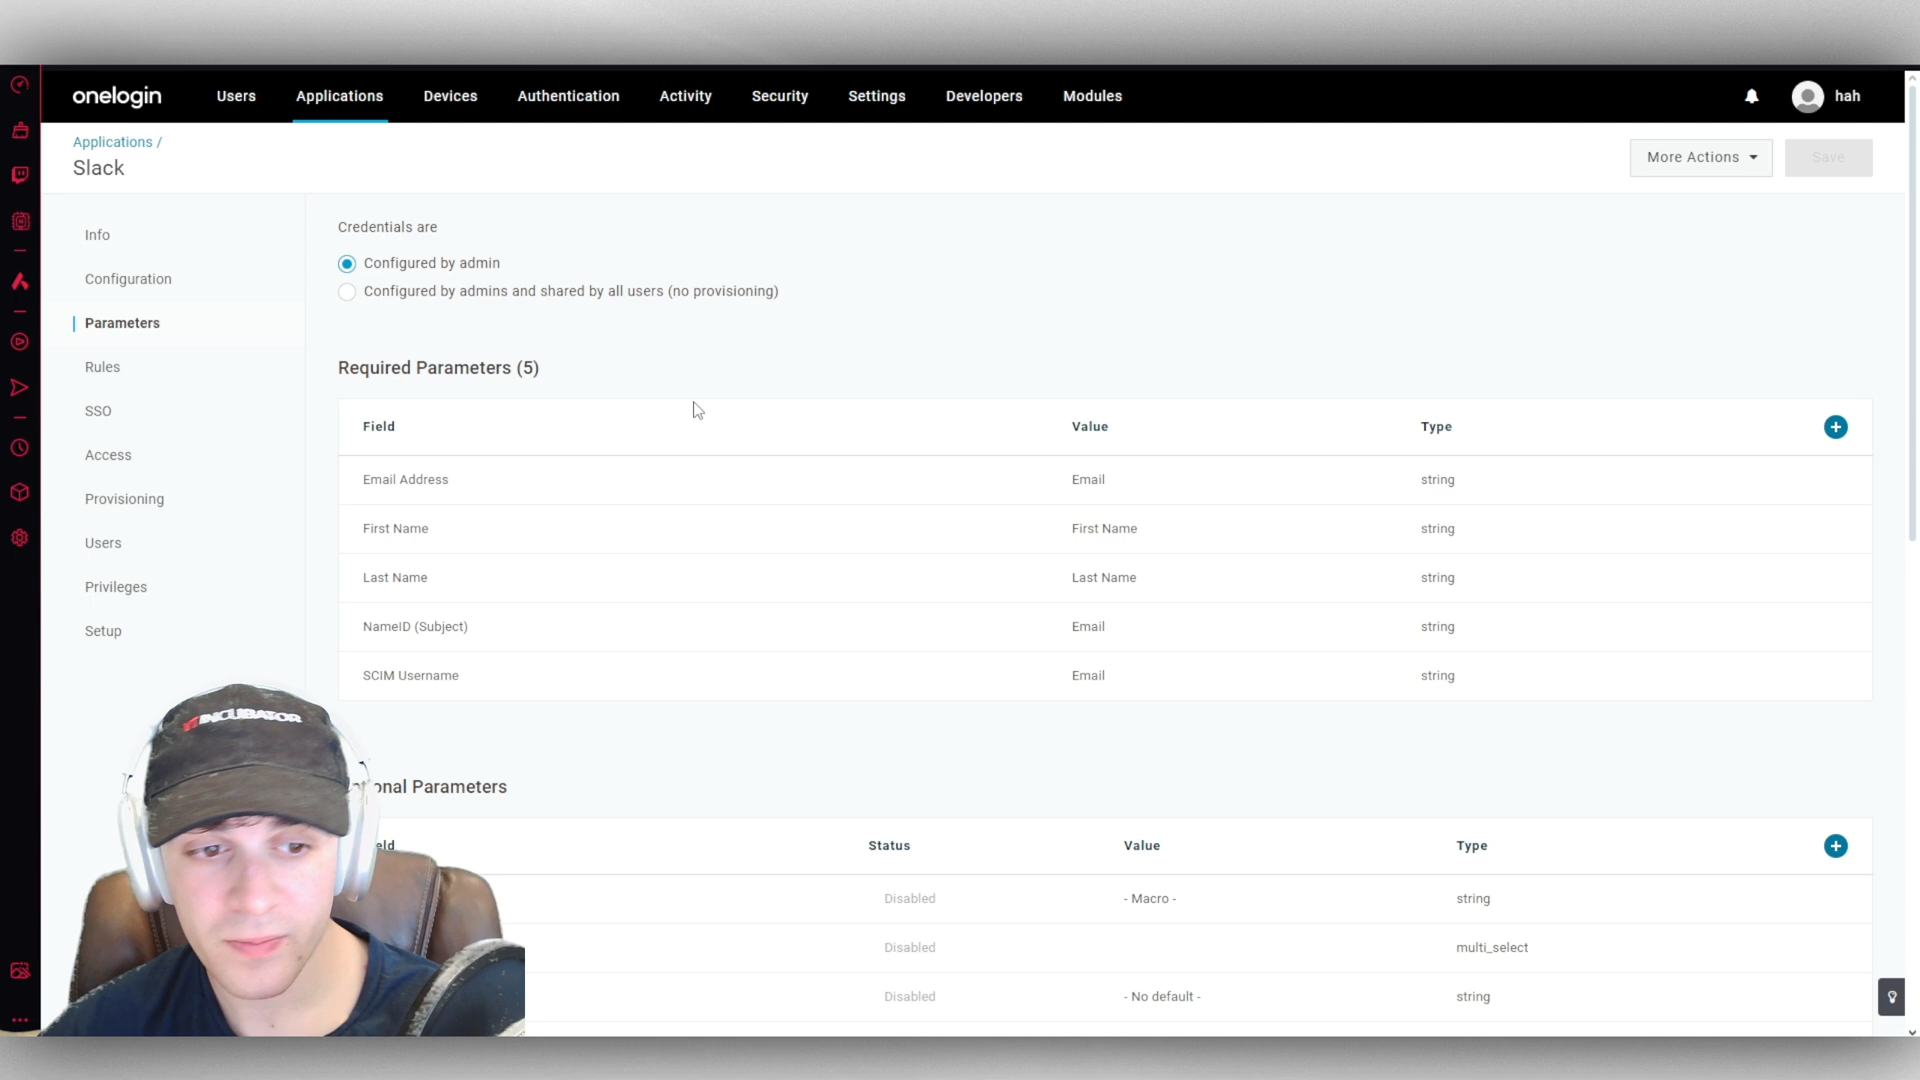 onelogin Users Applications Devices Authentication Activity Security Settings Developers Modules hah
Applications /
Slack
More Actions
Save
Info
Configuration
Parameters
Rules
SSO
Access
Provisioning
Users
Privileges
Setup
Credentials are
Configured by admin
Configured by admins and shared by all users (no provisioning)
Required Parameters (5)
Field Value Type
Email Address Email string
First Name First Name string
Last Name Last Name string
NameID (Subject) Email string
SCIM Username Email string
INCUBATOR
onal Parameters
eld Status Value Type
Disabled - Macro - string
Disabled multi_select
Disabled - No default - string